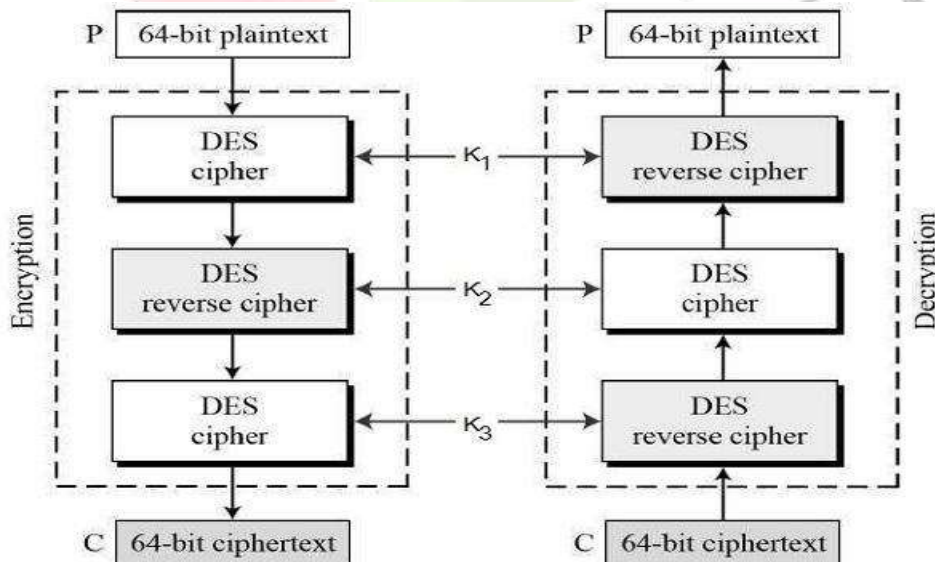 P 64-bit plaintext
DES
cipher
DES
reverse cipher
DES
cipher
C 64-bit ciphertext
Encryption
K1
K2
K3
P 64-bit plaintext
DES
reverse cipher
DES
cipher
DES
reverse cipher
C 64-bit ciphertext
Decryption